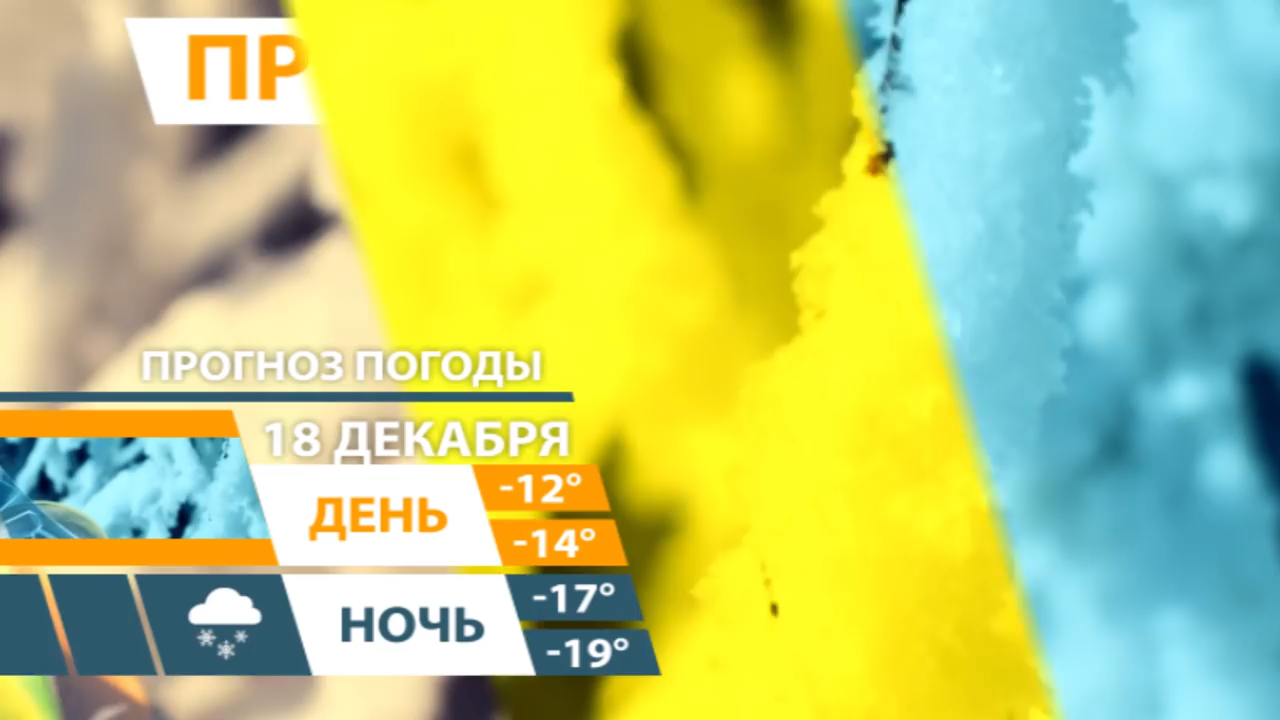 ПР
ПРОГНОЗ ПОГОДЫ
18 ДЕКАБРЯ
ДЕНЬ -12°
-14°
НОЧЬ -17°
-19°